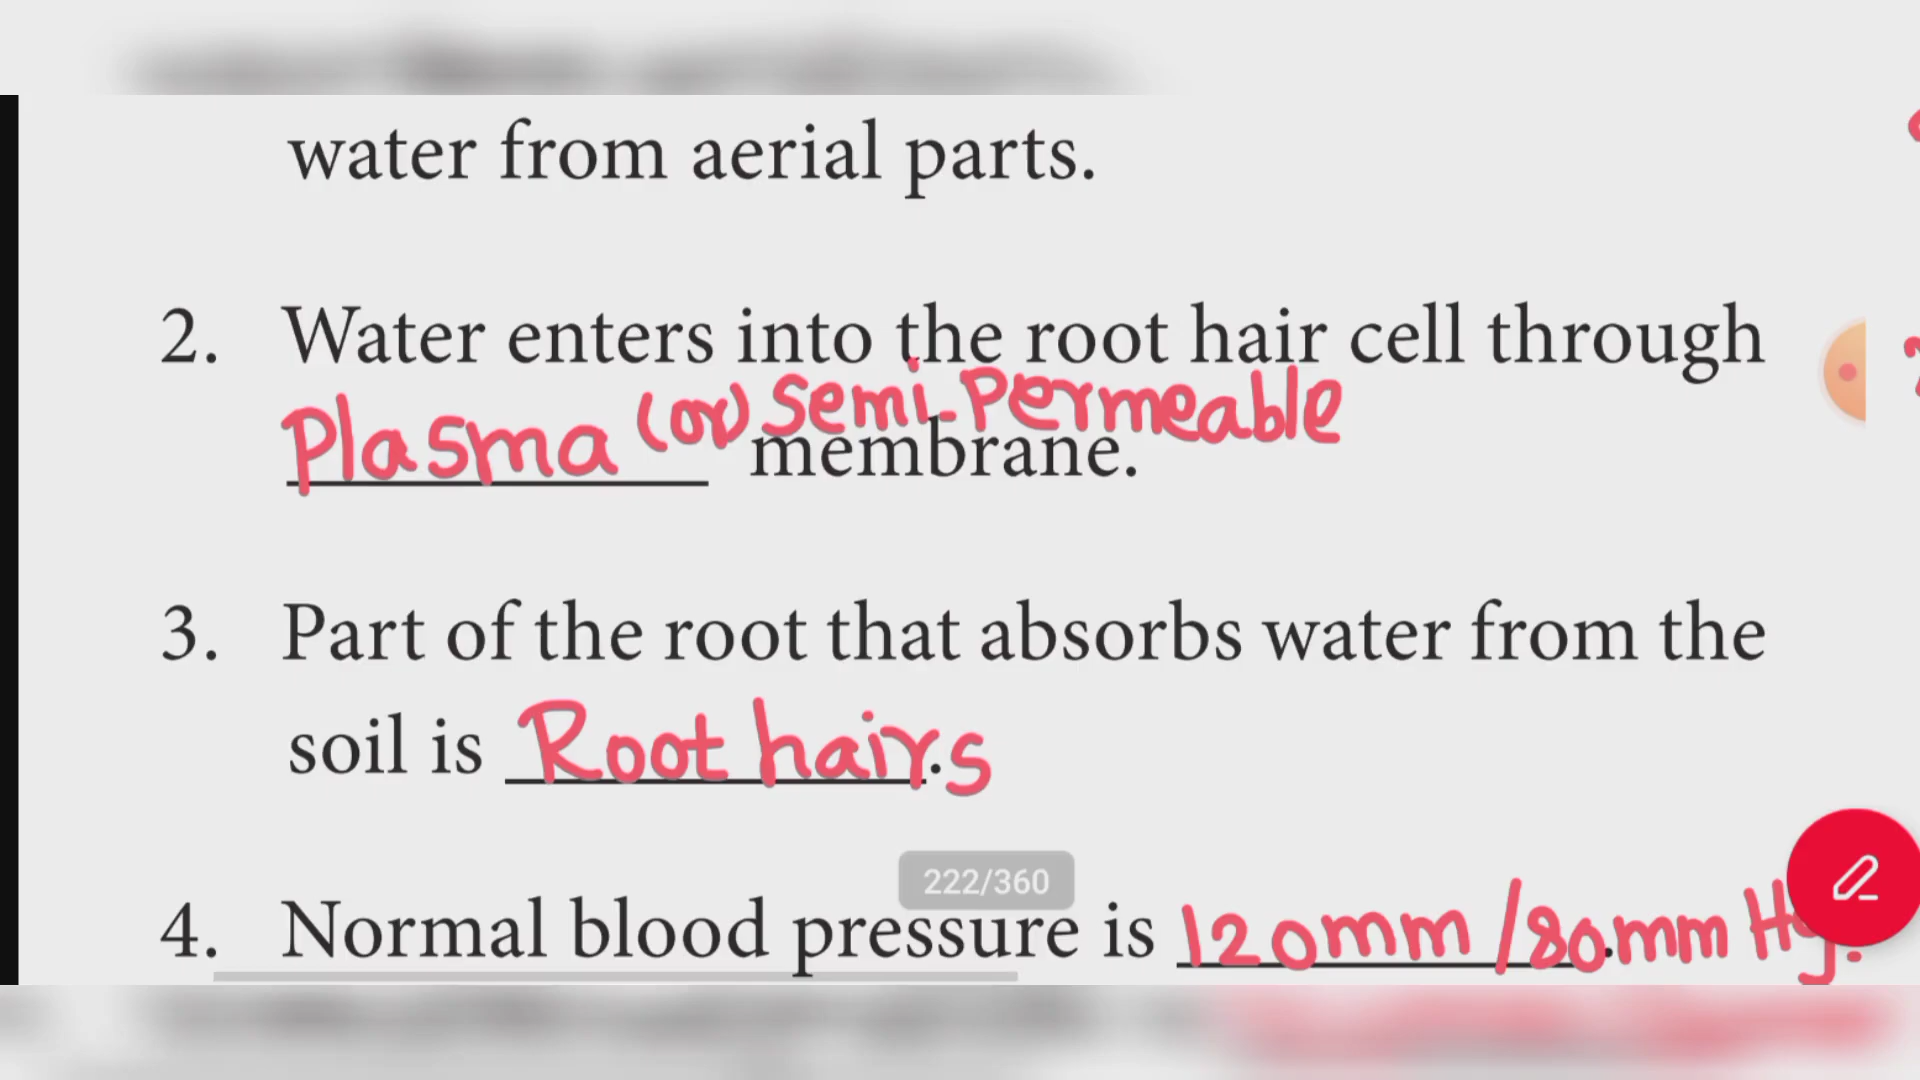 water from aerial parts.
2. Water enters into the root hair cell through
Plasma (or) semi-permeable
membrane.
3. Part of the root that absorbs water from the
soil is Root hairs.
222/360
4. Normal blood pressure is 120mm/80mm Hg.